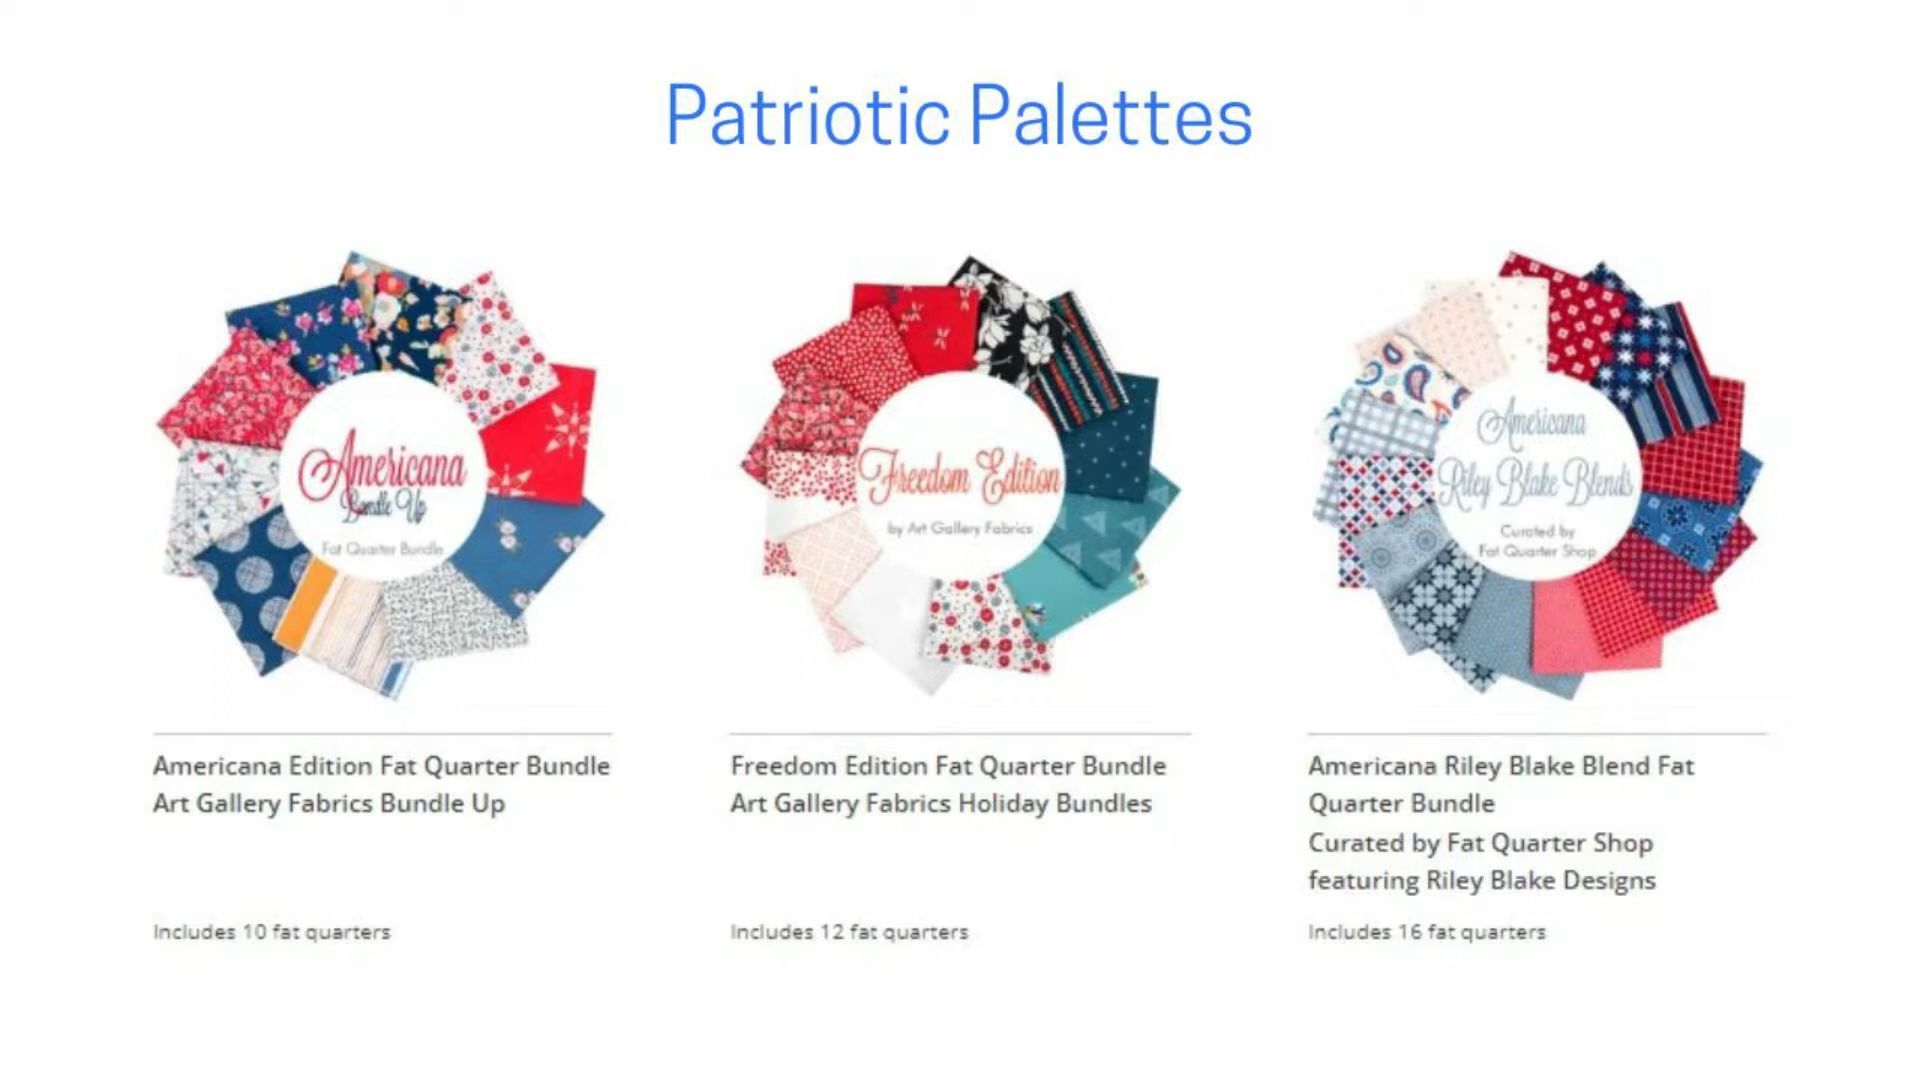 Patriotic Palettes
Americana
Bundle Up
Fat Quarter Bundle
Freedom Edition
by Art Gallery Fabrics
Americana
Riley Blake Blends
Curated by
Fat Quarter Shop
Americana Edition Fat Quarter Bundle
Art Gallery Fabrics Bundle Up
Includes 10 fat quarters
Freedom Edition Fat Quarter Bundle
Art Gallery Fabrics Holiday Bundles
Includes 12 fat quarters
Americana Riley Blake Blend Fat
Quarter Bundle
Curated by Fat Quarter Shop
featuring Riley Blake Designs
Includes 16 fat quarters